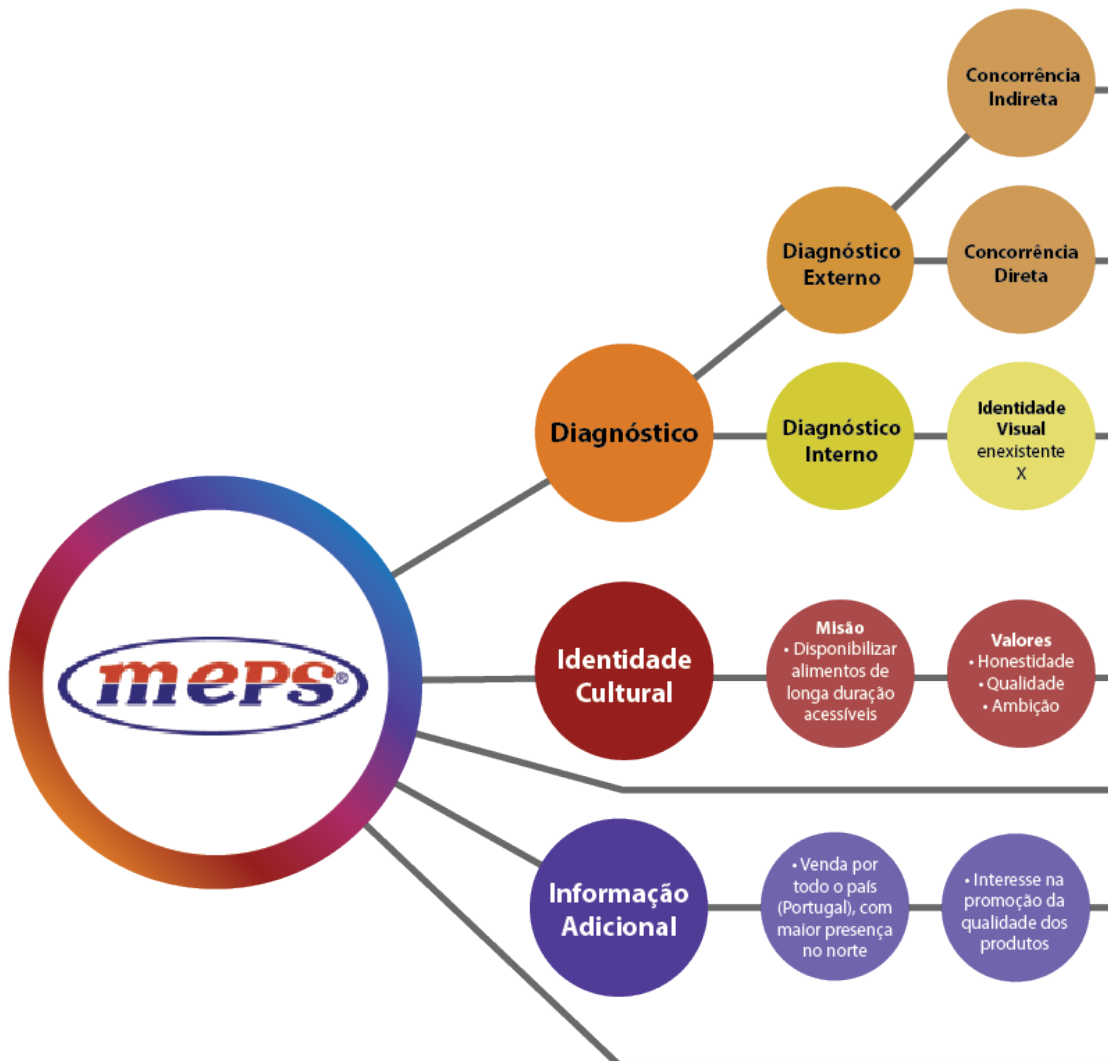 Concorrência
Indireta
Diagnóstico
Externo
Concorrência
Direta
Diagnóstico
Diagnóstico
Interno
Identidade
Visual
enexistente
X
meps®
Identidade
Cultural
Misão
• Disponibilizar
alimentos de
longa duração
acessíveis
Valores
• Honestidade
• Qualidade
• Ambição
Informação
Adicional
• Venda por
todo o país
(Portugal), com
maior presença
no norte
• Interesse na
promoção da
qualidade dos
produtos